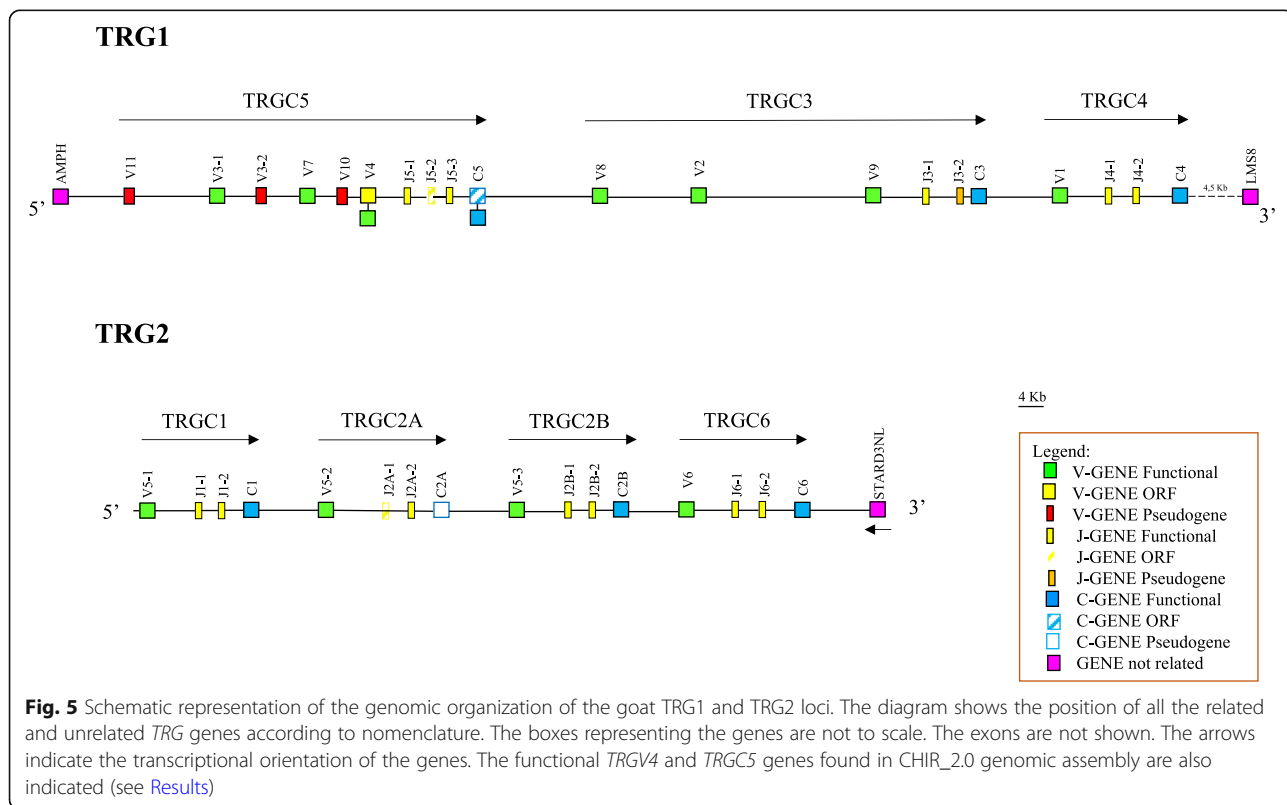 TRG1
TRGC5
TRGC3
TRGC4
AMPH
V11
V3-1
V3-2
V7
V10
V4
J5-1
J5-2
J5-3
C5
V8
V2
V9
J3-1
J3-2
C3
V1
J4-1
J4-2
C4
4,5 Kb
LMS8
5’
3’
TRG2
TRGC1
TRGC2A
TRGC2B
TRGC6
V5-1
J1-1
J1-2
C1
V5-2
J2A-1
J2A-2
C2A
V5-3
J2B-1
J2B-2
C2B
V6
J6-1
J6-2
C6
STARD3NL
5’
3’
4 Kb
Legend:
V-GENE Functional
V-GENE ORF
V-GENE Pseudogene
J-GENE Functional
J-GENE ORF
J-GENE Pseudogene
C-GENE Functional
C-GENE ORF
C-GENE Pseudogene
GENE not related
Fig. 5 Schematic representation of the genomic organization of the goat TRG1 and TRG2 loci. The diagram shows the position of all the related
and unrelated TRG genes according to nomenclature. The boxes representing the genes are not to scale. The exons are not shown. The arrows
indicate the transcriptional orientation of the genes. The functional TRGV4 and TRGC5 genes found in CHIR_2.0 genomic assembly are also
indicated (see Results)